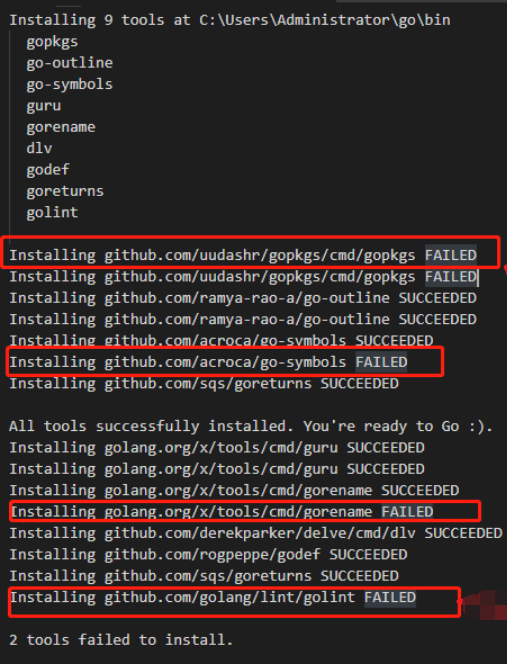 Installing 9 tools at C:\Users\Administrator\go\bin
gopkgs
go-outline
go-symbols
guru
gorename
dlv
godef
goreturns
golint
Installing github.com/uudashr/gopkgs/cmd/gopkgs FAILED
Installing github.com/uudashr/gopkgs/cmd/gopkgs FAILED
Installing github.com/ramya-rao-a/go-outline SUCCEEDED
Installing github.com/ramya-rao-a/go-outline SUCCEEDED
Installing github.com/acroca/go-symbols SUCCEEDED
Installing github.com/acroca/go-symbols FAILED
Installing github.com/sqs/goreturns SUCCEEDED
All tools successfully installed. You're ready to Go :).
Installing golang.org/x/tools/cmd/guru SUCCEEDED
Installing golang.org/x/tools/cmd/guru SUCCEEDED
Installing golang.org/x/tools/cmd/gorename SUCCEEDED
Installing golang.org/x/tools/cmd/gorename FAILED
Installing github.com/derekparker/delve/cmd/dlv SUCCEEDED
Installing github.com/rogpeppe/godef SUCCEEDED
Installing github.com/sqs/goreturns SUCCEEDED
Installing github.com/golang/lint/golint FAILED
2 tools failed to install.